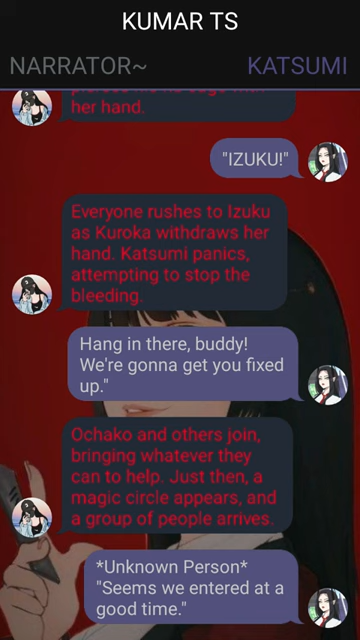 KUMAR TS
NARRATOR~
KATSUMI
her hand.
"IZUKU!"
Everyone rushes to Izuku
as Kuroka withdraws her
hand. Katsumi panics,
attempting to stop the
bleeding.
Hang in there, buddy!
We're gonna get you fixed
up."
Ochako and others join,
bringing whatever they
can to help. Just then, a
magic circle appears, and
a group of people arrives.
*Unknown Person*
"Seems we entered at a
good time."